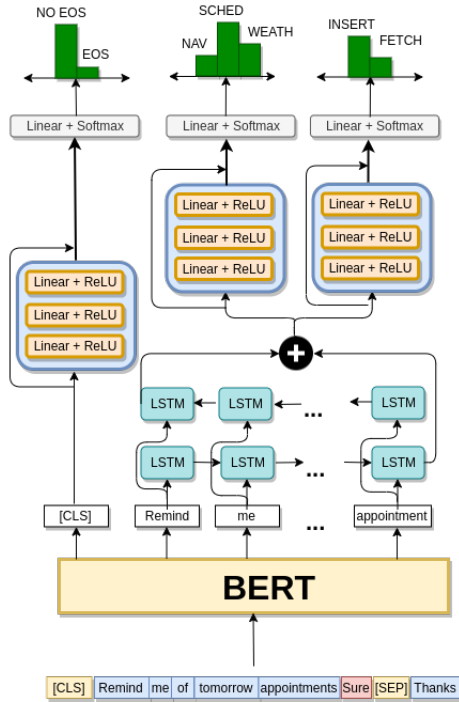 SCHED
NO EOS
INSERT
EOS
NAV
WEATH
FETCH
Linear + Softmax
Linear + Softmax
Linear + Softmax
Linear + ReLU
Linear + ReLU
Linear + ReLU
Linear + ReLU
Linear + ReLU
Linear + ReLU
Linear + ReLU
Linear + ReLU
Linear + ReLU
+
LSTM
LSTM
...
LSTM
LSTM
LSTM
...
LSTM
[CLS]
Remind
me
...
appointment
BERT
[CLS] Remind me of tomorrow appointments Sure [SEP] Thanks